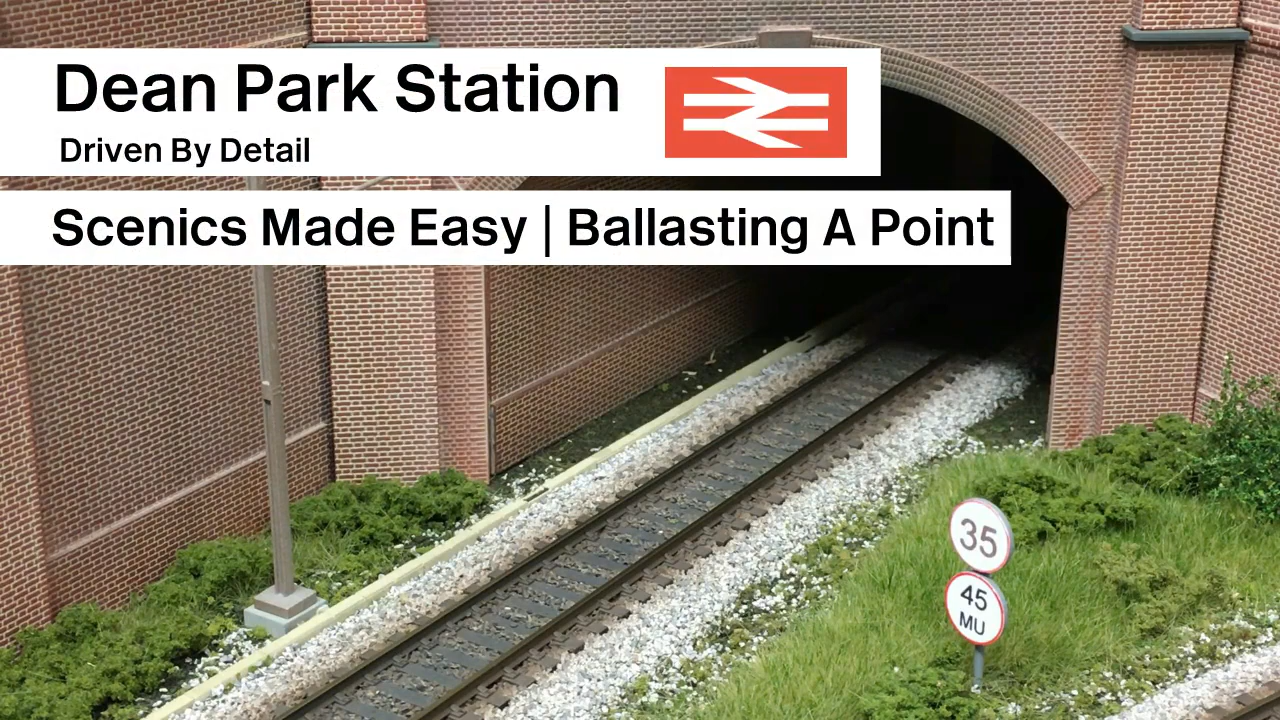 Dean Park Station
Driven By Detail
Scenics Made Easy | Ballasting A Point
35
45
MU